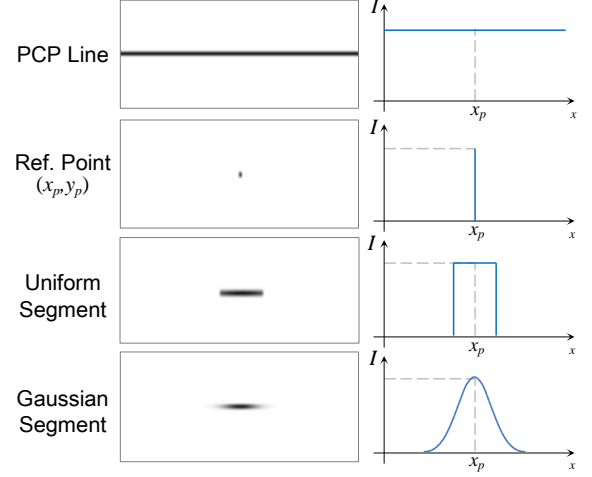 PCP Line
I
x_p
x
Ref. Point
(x_p,y_p)
I
x_p
x
Uniform
Segment
I
x_p
x
Gaussian
Segment
I
x_p
x